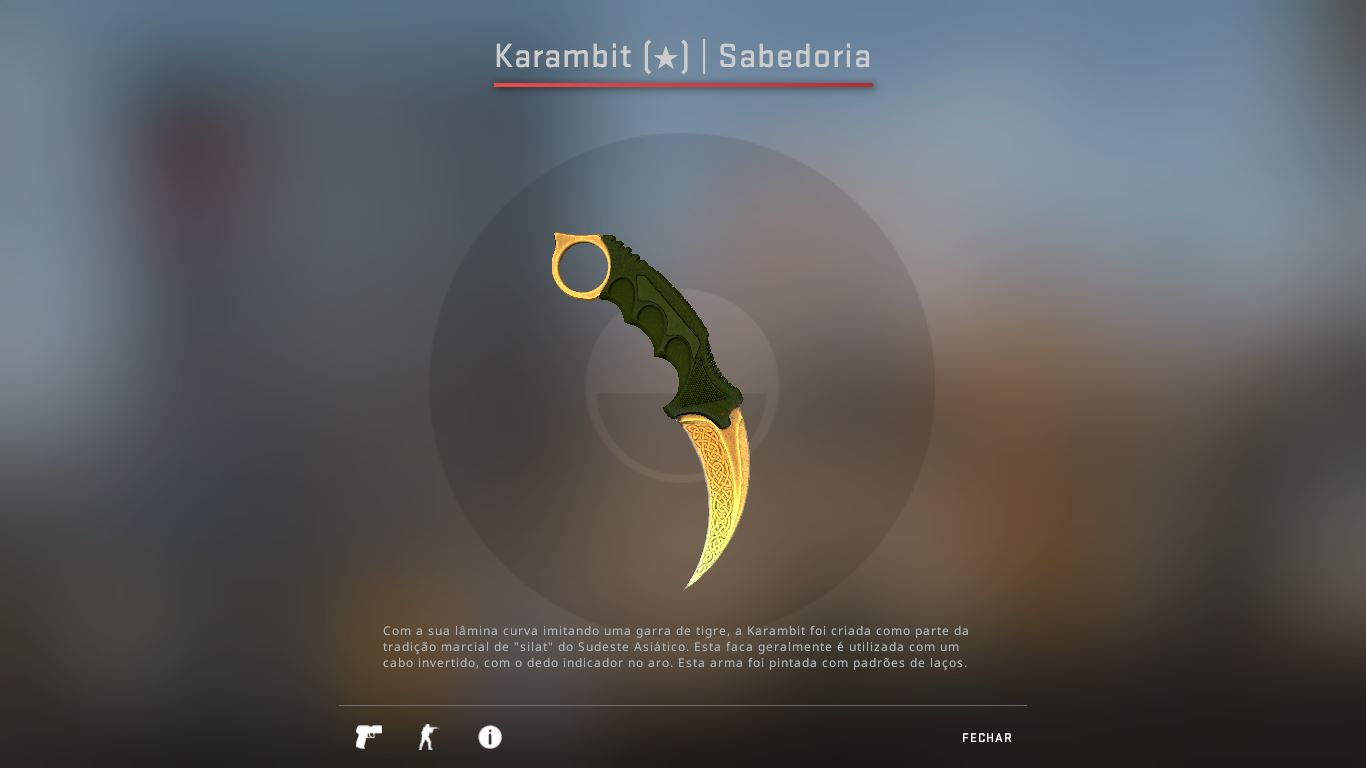 Karambit (★) | Sabedoria
Com a sua lâmina curva imitando uma garra de tigre, a Karambit foi criada como parte da
tradição marcial de "silat" do Sudeste Asiático. Esta faca geralmente é utilizada com um
cabo invertido, com o dedo indicador no aro. Esta arma foi pintada com padrões de laços.
FECHAR